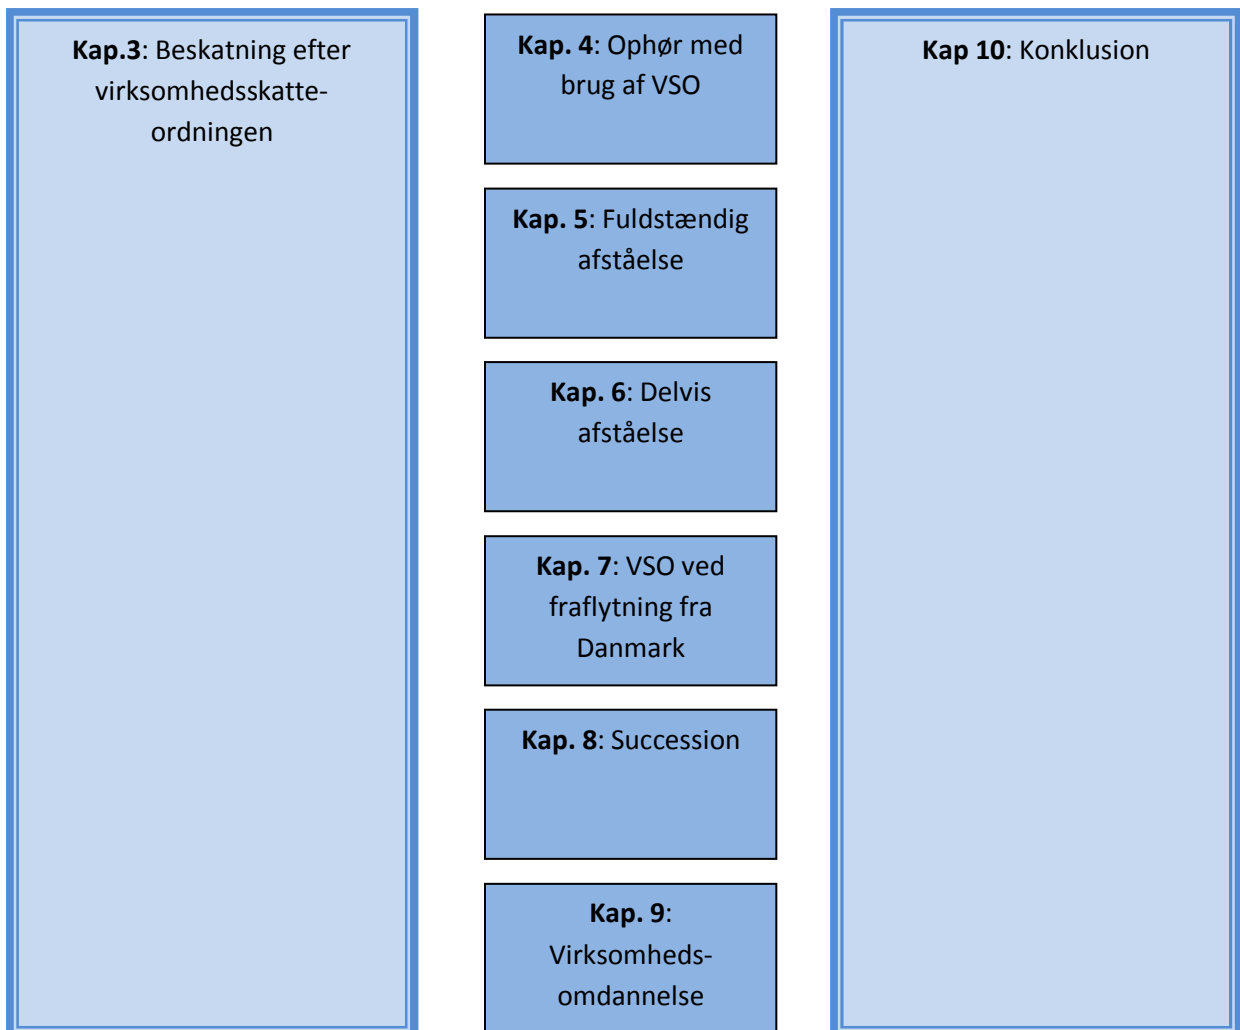 Kap.3: Beskatning efter
virksomhedsskatte-
ordningen
Kap. 4: Ophør med
brug af VSO
Kap. 5: Fuldstændig
afståelse
Kap. 6: Delvis
afståelse
Kap. 7: VSO ved
fraflytning fra
Danmark
Kap. 8: Succession
Kap. 9:
Virksomheds-
omdannelse
Kap 10: Konklusion